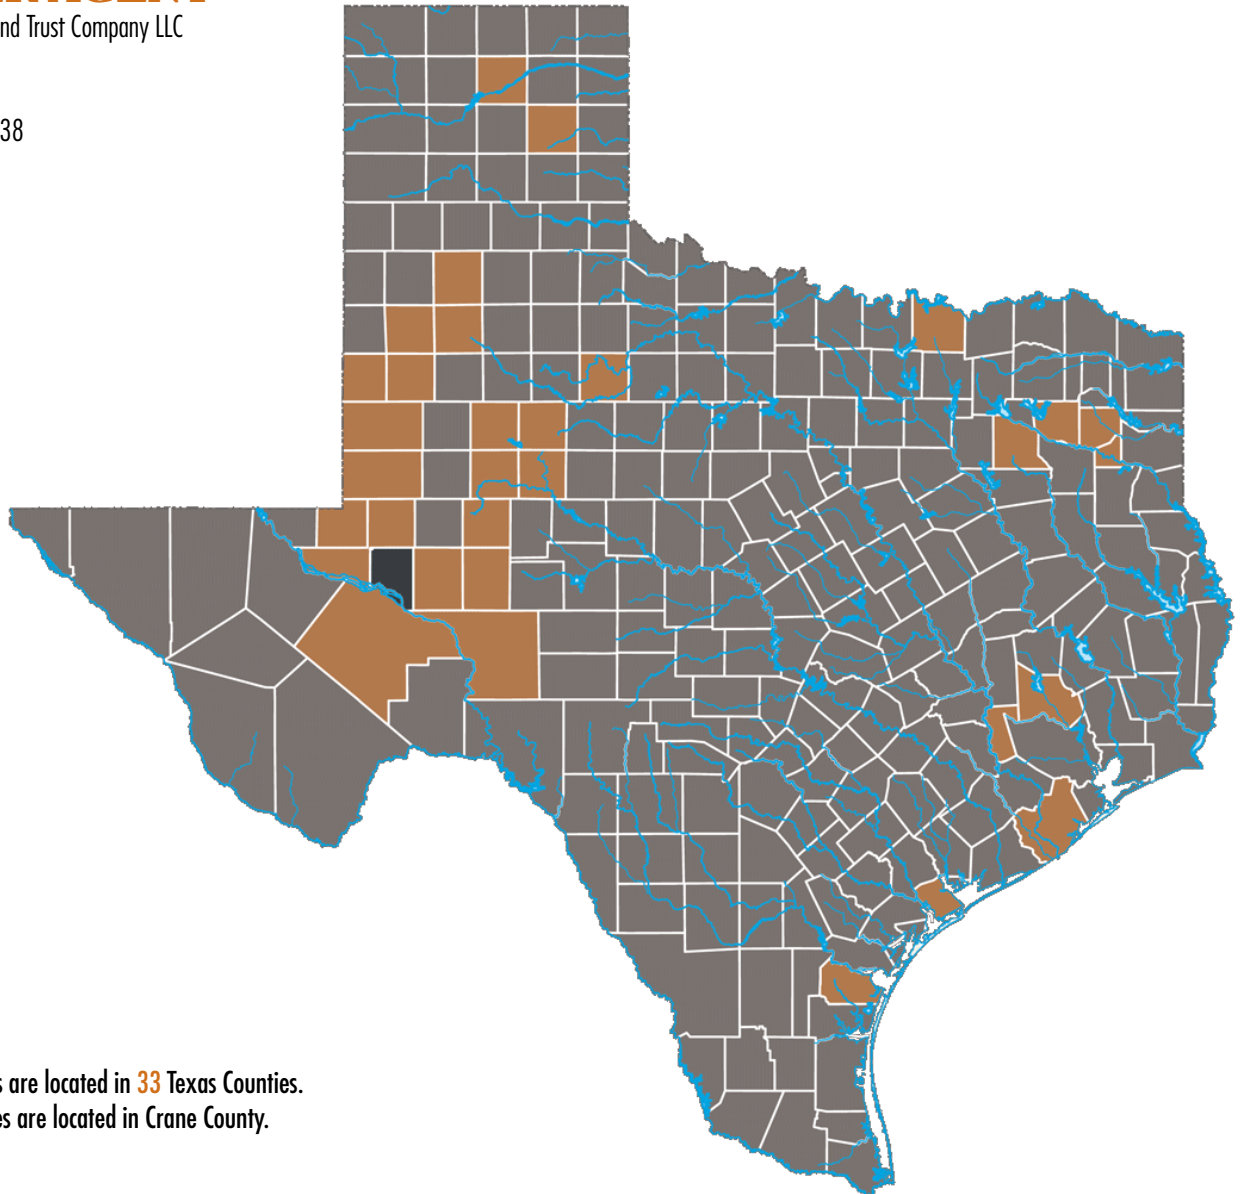 nd Trust Company LLC
38
s are located in 33 Texas Counties.
es are located in Crane County.